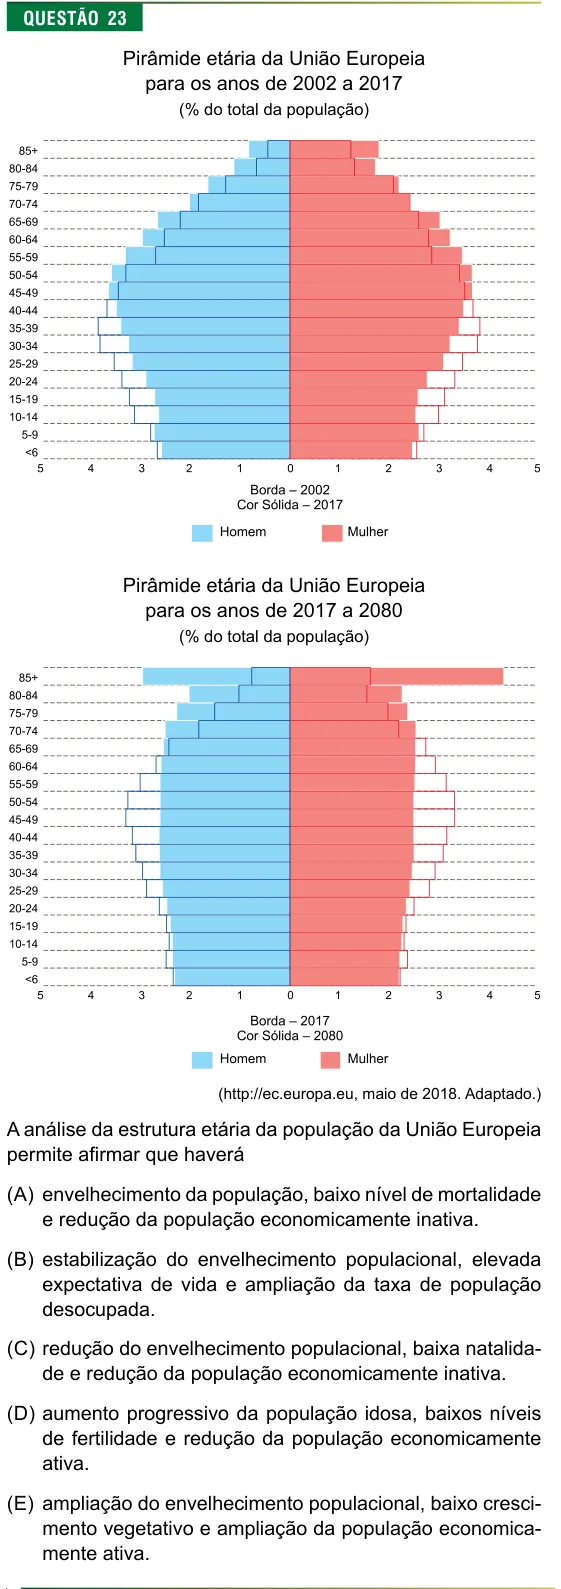 QUESTÃO 23
Pirâmide etária da União Europeia
para os anos de 2002 a 2017
(% do total da população)
85+
80-84
75-79
70-74
65-69
60-64
55-59
50-54
45-49
40-44
35-39
30-34
25-29
20-24
15-19
10-14
5-9
<6
5 4 3 2 1 0 1 2 3 4 5
Borda – 2002
Cor Sólida – 2017
Homem Mulher
Pirâmide etária da União Europeia
para os anos de 2017 a 2080
(% do total da população)
85+
80-84
75-79
70-74
65-69
60-64
55-59
50-54
45-49
40-44
35-39
30-34
25-29
20-24
15-19
10-14
5-9
<6
5 4 3 2 1 0 1 2 3 4 5
Borda – 2017
Cor Sólida – 2080
Homem Mulher
(http://ec.europa.eu, maio de 2018. Adaptado.)
A análise da estrutura etária da população da União Europeia
permite afirmar que haverá
(A) envelhecimento da população, baixo nível de mortalidade
e redução da população economicamente inativa.
(B) estabilização do envelhecimento populacional, elevada
expectativa de vida e ampliação da taxa de população
desocupada.
(C) redução do envelhecimento populacional, baixa natalida-
de e redução da população economicamente inativa.
(D) aumento progressivo da população idosa, baixos níveis
de fertilidade e redução da população economicamente
ativa.
(E) ampliação do envelhecimento populacional, baixo cresci-
mento vegetativo e ampliação da população economica-
mente ativa.